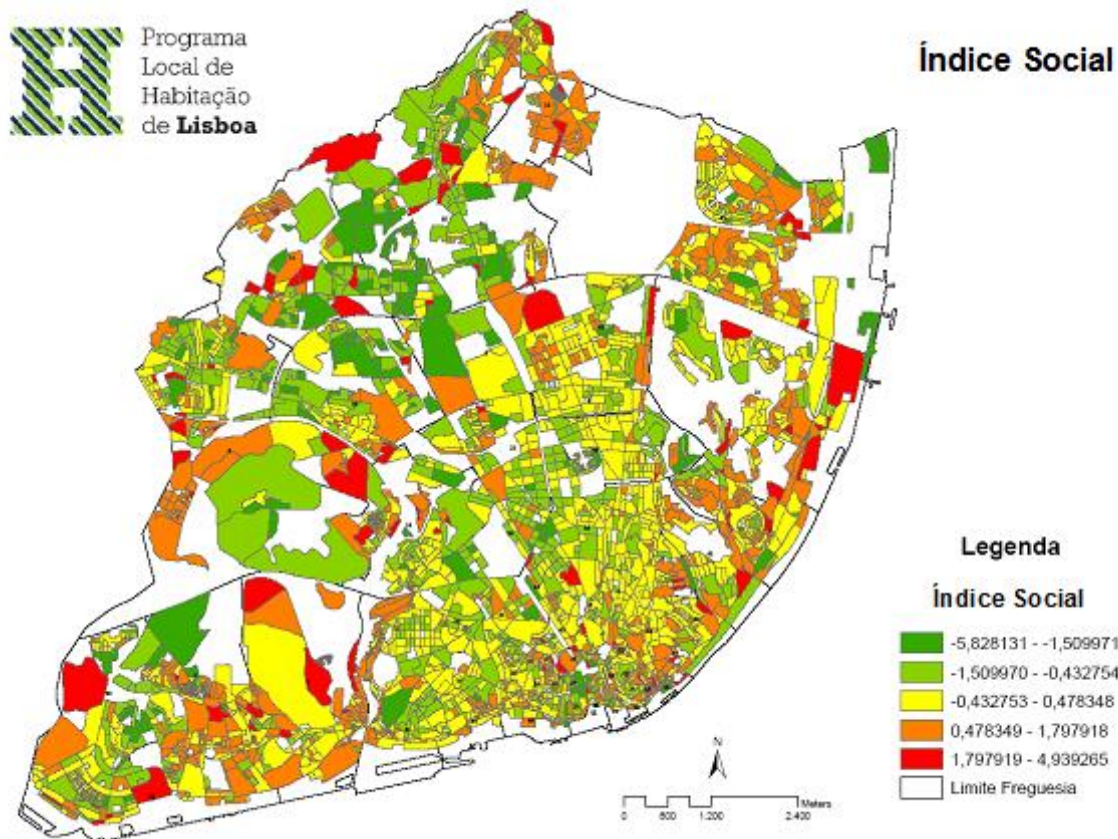 Programa
Local de
Habitação
de Lisboa
Índice Social
Legenda
Índice Social
-5,828131 - -1,509971
-1,509970 - -0,432754
-0,432753 - 0,478348
0,478349 - 1,797918
1,797919 - 4,939265
Limite Freguesia
N
Meters
0 600 1.200 2.400